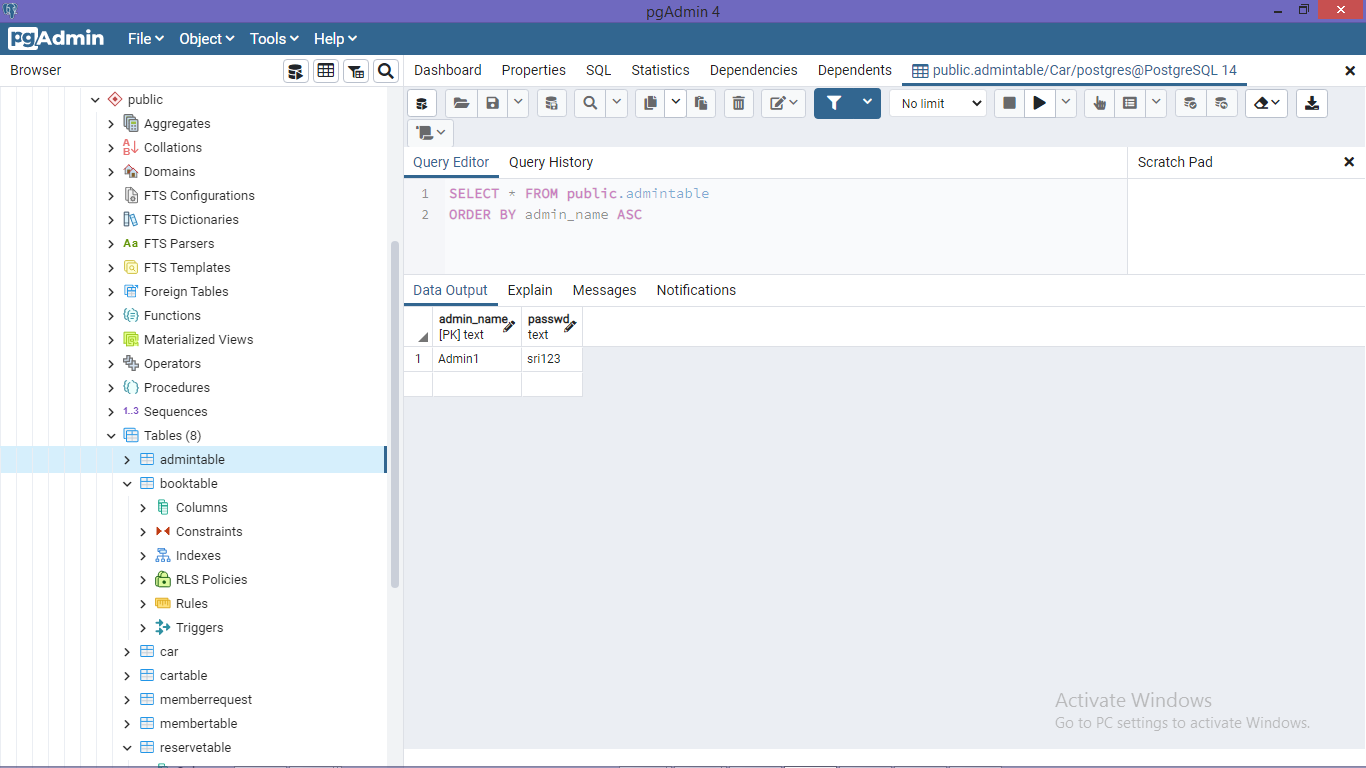 pgAdmin 4
pgAdmin File Object Tools Help
Browser
Dashboard Properties SQL Statistics Dependencies Dependents public.admintable/Car/postgres@PostgreSQL 14
No limit
public
Aggregates
Collations
Domains
FTS Configurations
FTS Dictionaries
Aa FTS Parsers
FTS Templates
Foreign Tables
Functions
Materialized Views
Operators
Procedures
1..3 Sequences
Tables (8)
admintable
booktable
Columns
Constraints
Indexes
RLS Policies
Rules
Triggers
car
cartable
memberrequest
membertable
reservetable
Query Editor Query History
Scratch Pad
1 SELECT * FROM public.admintable
2 ORDER BY admin_name ASC
Data Output Explain Messages Notifications
admin_name passwd
[PK] text text
1 Admin1 sri123
Activate Windows
Go to PC settings to activate Windows.